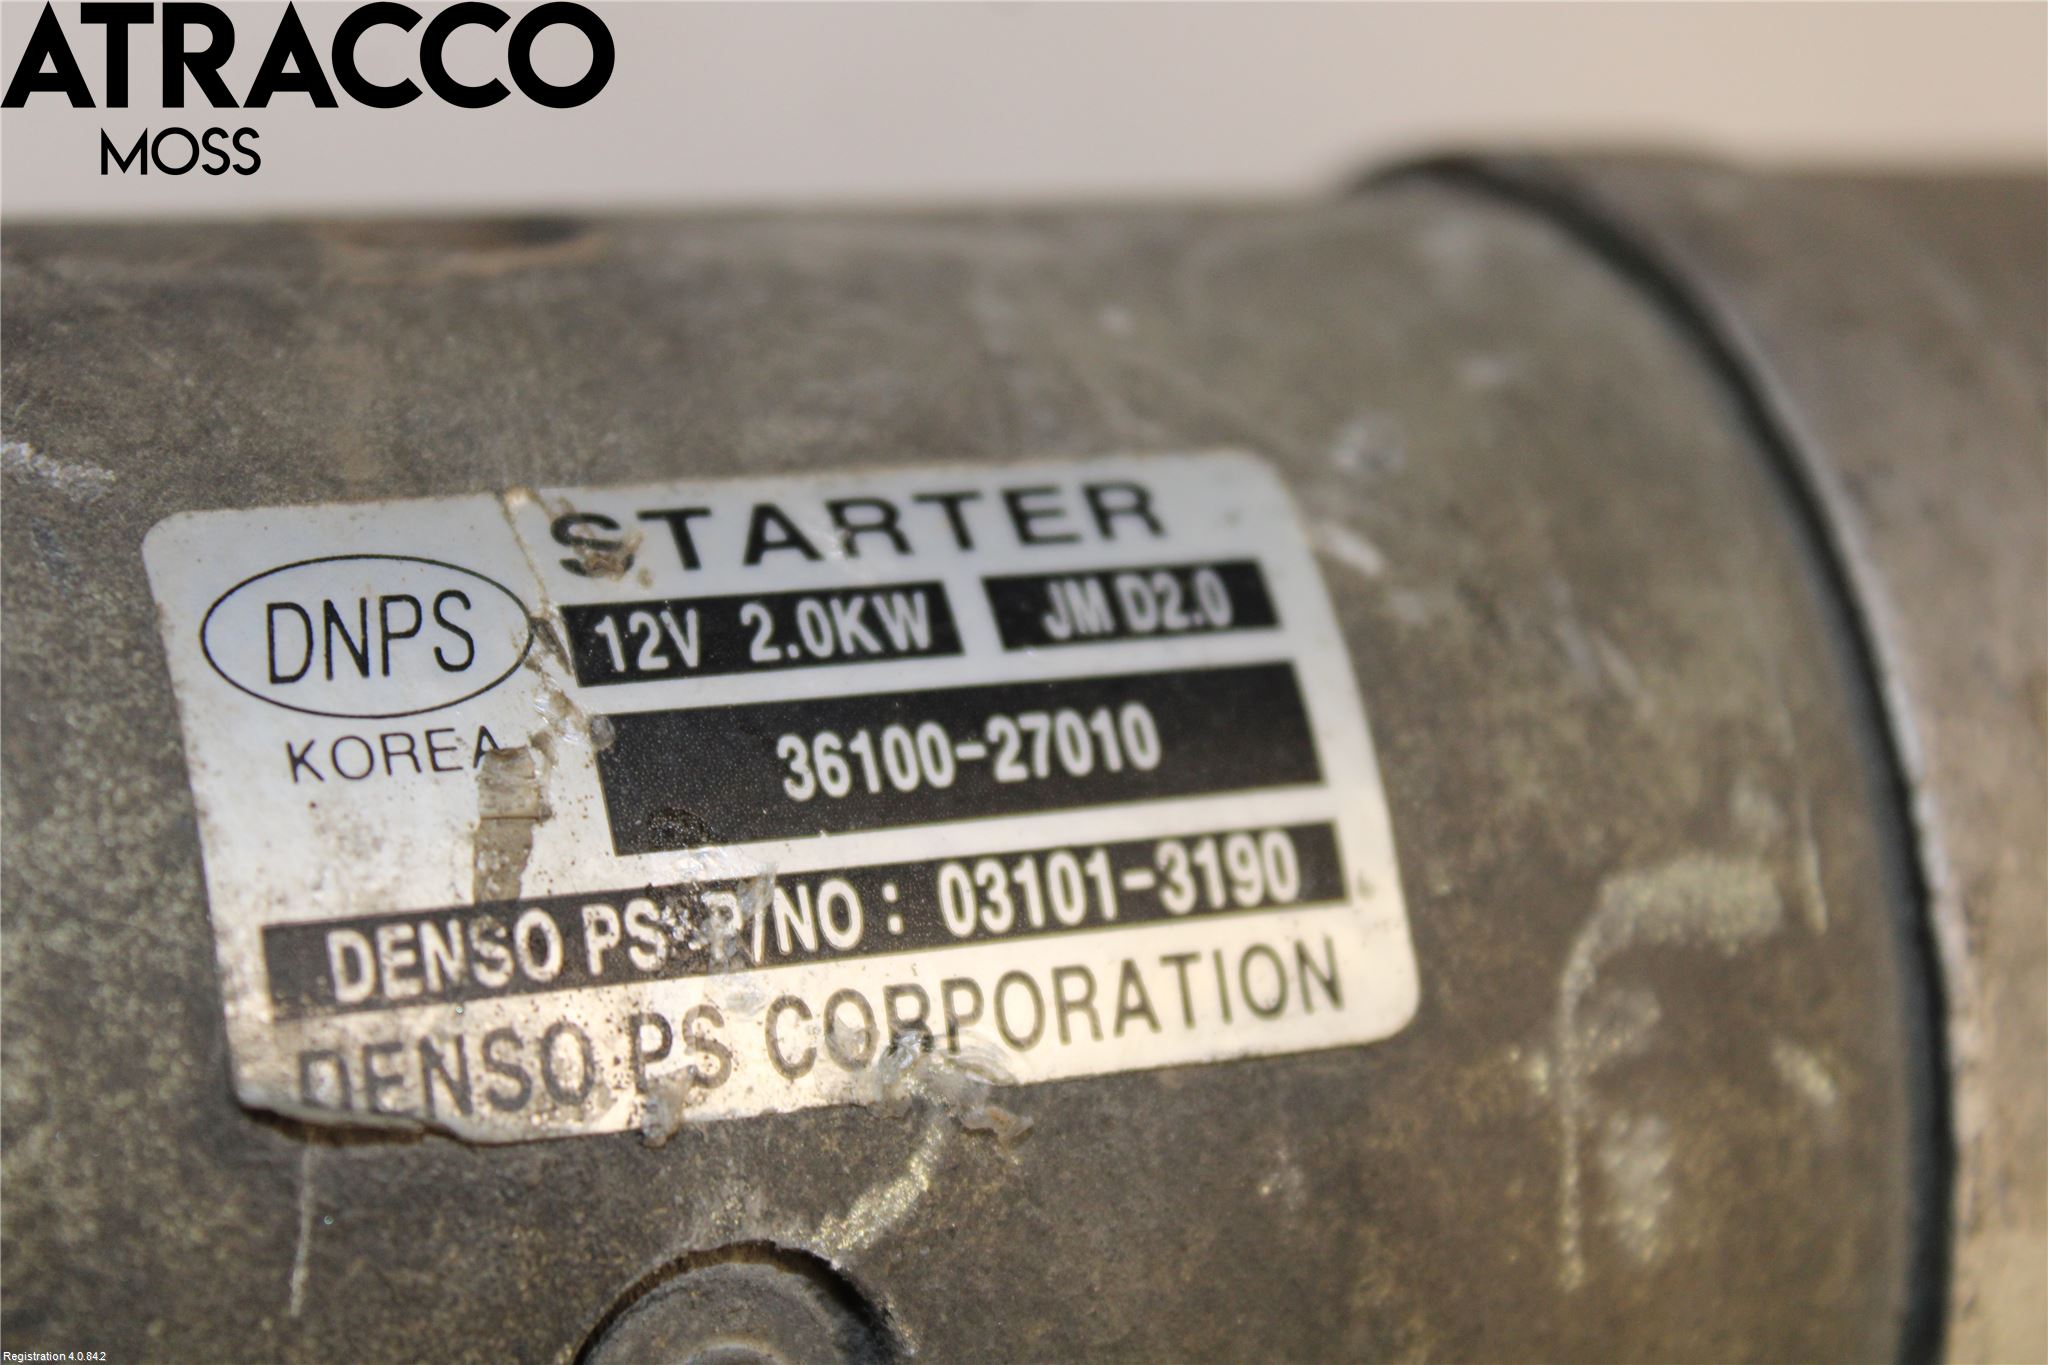 ATRACCO
MOSS
STARTER
DNPS
12V 2.0KW JM D2.0
KOREA
36100-27010
DENSO PS P/NO : 03101-3190
DENSO PS CORPORATION
Registration 4.0.84.2